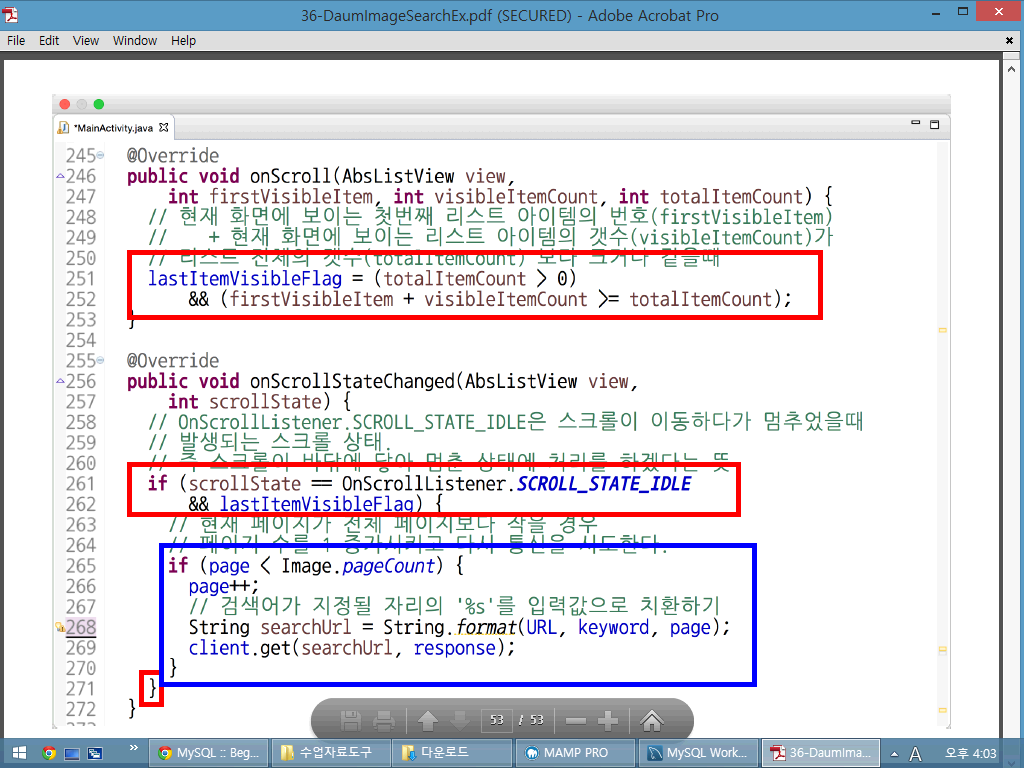 36-DaumImageSearchEx.pdf (SECURED) - Adobe Acrobat Pro
File Edit View Window Help
*MainActivity.java
245 @Override
246 public void onScroll(AbsListView view,
247 int firstVisibleItem, int visibleItemCount, int totalItemCount) {
248 // 현재 화면에 보이는 첫번째 리스트 아이템의 번호(firstVisibleItem)
249 // + 현재 화면에 보이는 리스트 아이템의 갯수(visibleItemCount)가
250 // 리스트 전체의 갯수(totalItemCount) 보다 크거나 같을때
251 lastItemVisibleFlag = (totalItemCount > 0)
252 && (firstVisibleItem + visibleItemCount >= totalItemCount);
253 }
254
255 @Override
256 public void onScrollStateChanged(AbsListView view,
257 int scrollState) {
258 // OnScrollListener.SCROLL_STATE_IDLE은 스크롤이 이동하다가 멈추었을때
259 // 발생되는 스크롤 상태.
260 // 즉 스크롤이 바닥에 닿아 멈춘 상태에 처리를 하겠다는 뜻
261 if (scrollState == OnScrollListener.SCROLL_STATE_IDLE
262 && lastItemVisibleFlag) {
263 // 현재 페이지가 전체 페이지보다 작을 경우
264 // 페이지 수를 1 증가시키고 다시 통신을 시도한다.
265 if (page < Image.pageCount) {
266 page++;
267 // 검색어가 지정될 자리의 '%s'를 입력값으로 치환하기
268 String searchUrl = String.format(URL, keyword, page);
269 client.get(searchUrl, response);
270 }
271 }
272 }
53 / 53
MySQL :: Beg... 수업자료도구 다운로드 MAMP PRO MySQL Work... 36-DaumIma... A 오후 4:03